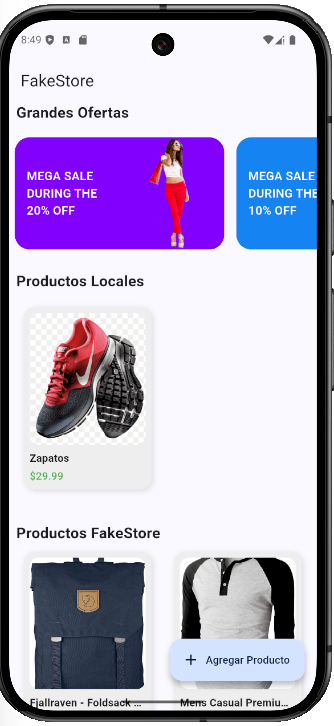 8:49
FakeStore
Grandes Ofertas
MEGA SALE
DURING THE
20% OFF
MEGA SALE
DURING THE
10% OFF
Productos Locales
Zapatos
$29.99
Productos FakeStore
Agregar Producto
Fjallraven - Foldsack ...
Mens Casual Premiu...